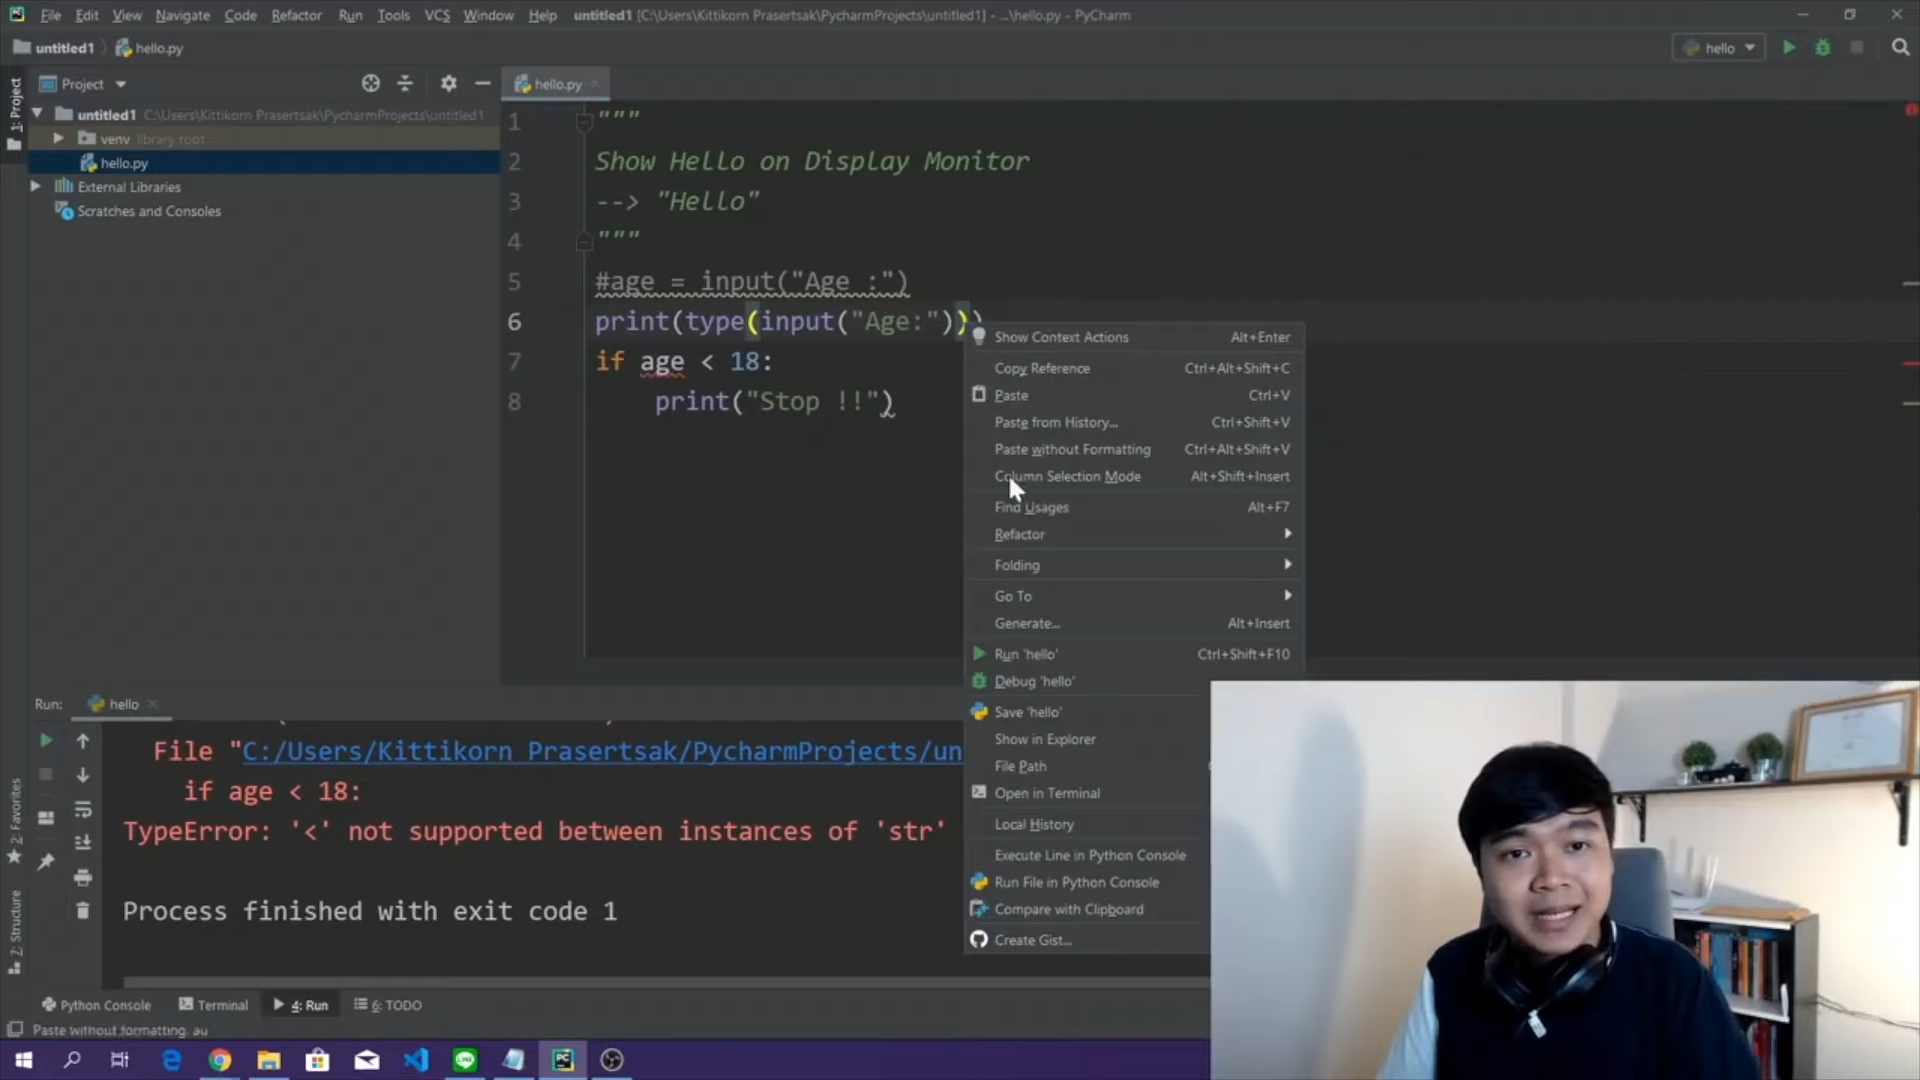 File Edit View Navigate Code Refactor Run Tools VCS Window Help untitled1 [C:\Users\Kittikorn Prasertsak\PycharmProjects\untitled1] - ...\hello.py - PyCharm
untitled1 hello.py hello
Project hello.py
1: Project
untitled1 C:\Users\Kittikorn Prasertsak\PycharmProjects\untitled1
venv library root
hello.py
External Libraries
Scratches and Consoles
1 """
2 Show Hello on Display Monitor
3 --> "Hello"
4 """
5 #age = input("Age :")
6 print(type(input("Age:")))
7 if age < 18:
8 print("Stop !!")
Show Context Actions Alt+Enter
Copy Reference Ctrl+Alt+Shift+C
Paste Ctrl+V
Paste from History... Ctrl+Shift+V
Paste without Formatting Ctrl+Alt+Shift+V
Column Selection Mode Alt+Shift+Insert
Find Usages Alt+F7
Refactor
Folding
Go To
Generate... Alt+Insert
Run 'hello' Ctrl+Shift+F10
Debug 'hello'
Save 'hello'
Show in Explorer
File Path
Open in Terminal
Local History
Execute Line in Python Console
Run File in Python Console
Compare with Clipboard
Create Gist...
Run: hello
File "C:/Users/Kittikorn Prasertsak/PycharmProjects/un
if age < 18:
TypeError: '<' not supported between instances of 'str'
Process finished with exit code 1
2: Favorites
7: Structure
Python Console Terminal 4: Run 6: TODO
Paste without formatting, au
LINE
PC